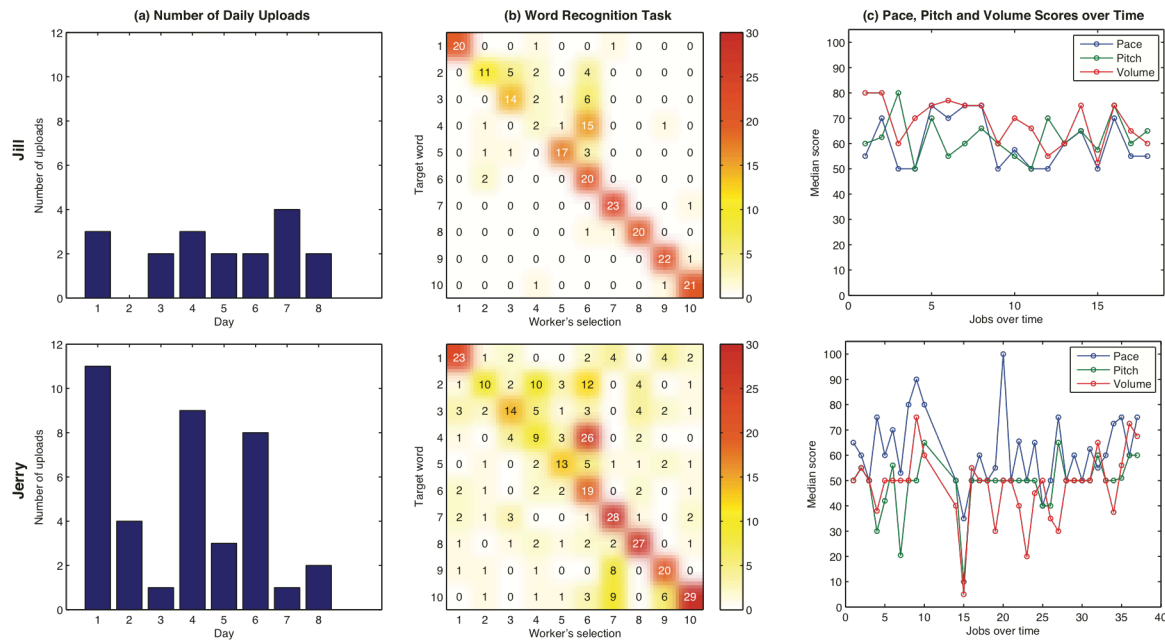 (a) Number of Daily Uploads
(b) Word Recognition Task
(c) Pace, Pitch and Volume Scores over Time
Jill
Number of uploads
12
10
8
6
4
2
0
1 2 3 4 5 6 7 8
Day
Target word
1 20 0 0 1 0 0 1 0 0 0
2 0 11 5 2 0 4 0 0 0 0
3 0 0 14 2 1 6 0 0 0 0
4 0 1 0 2 1 15 0 0 1 0
5 0 1 1 0 17 3 0 0 0 0
6 0 2 0 0 0 20 0 0 0 0
7 0 0 0 0 0 0 23 0 0 1
8 0 0 0 0 0 1 1 20 0 0
9 0 0 0 0 0 0 0 0 22 1
10 0 0 0 1 0 0 0 0 1 21
1 2 3 4 5 6 7 8 9 10
Worker's selection
30
25
20
15
10
5
0
Median score
100
90
80
70
60
50
40
30
20
10
0
5 10 15
Jobs over time
Pace
Pitch
Volume
Jerry
Number of uploads
12
10
8
6
4
2
0
1 2 3 4 5 6 7 8
Day
Target word
1 23 1 2 0 0 2 4 0 4 2
2 1 10 2 10 3 12 0 4 0 1
3 3 2 14 5 1 3 0 4 2 1
4 1 0 4 9 3 26 0 2 0 1
5 0 1 0 2 13 5 1 1 2 1
6 2 1 0 2 2 19 0 1 0 1
7 2 1 3 0 0 1 28 1 0 2
8 1 0 1 2 1 2 2 27 0 1
9 1 1 0 1 0 0 8 0 20 0
10 0 1 0 2 1 2 9 0 6 29
1 2 3 4 5 6 7 8 9 10
Worker's selection
30
25
20
15
10
5
0
Median score
100
90
80
70
60
50
40
30
20
10
0
0 5 10 15 20 25 30 35 40
Jobs over time
Pace
Pitch
Volume